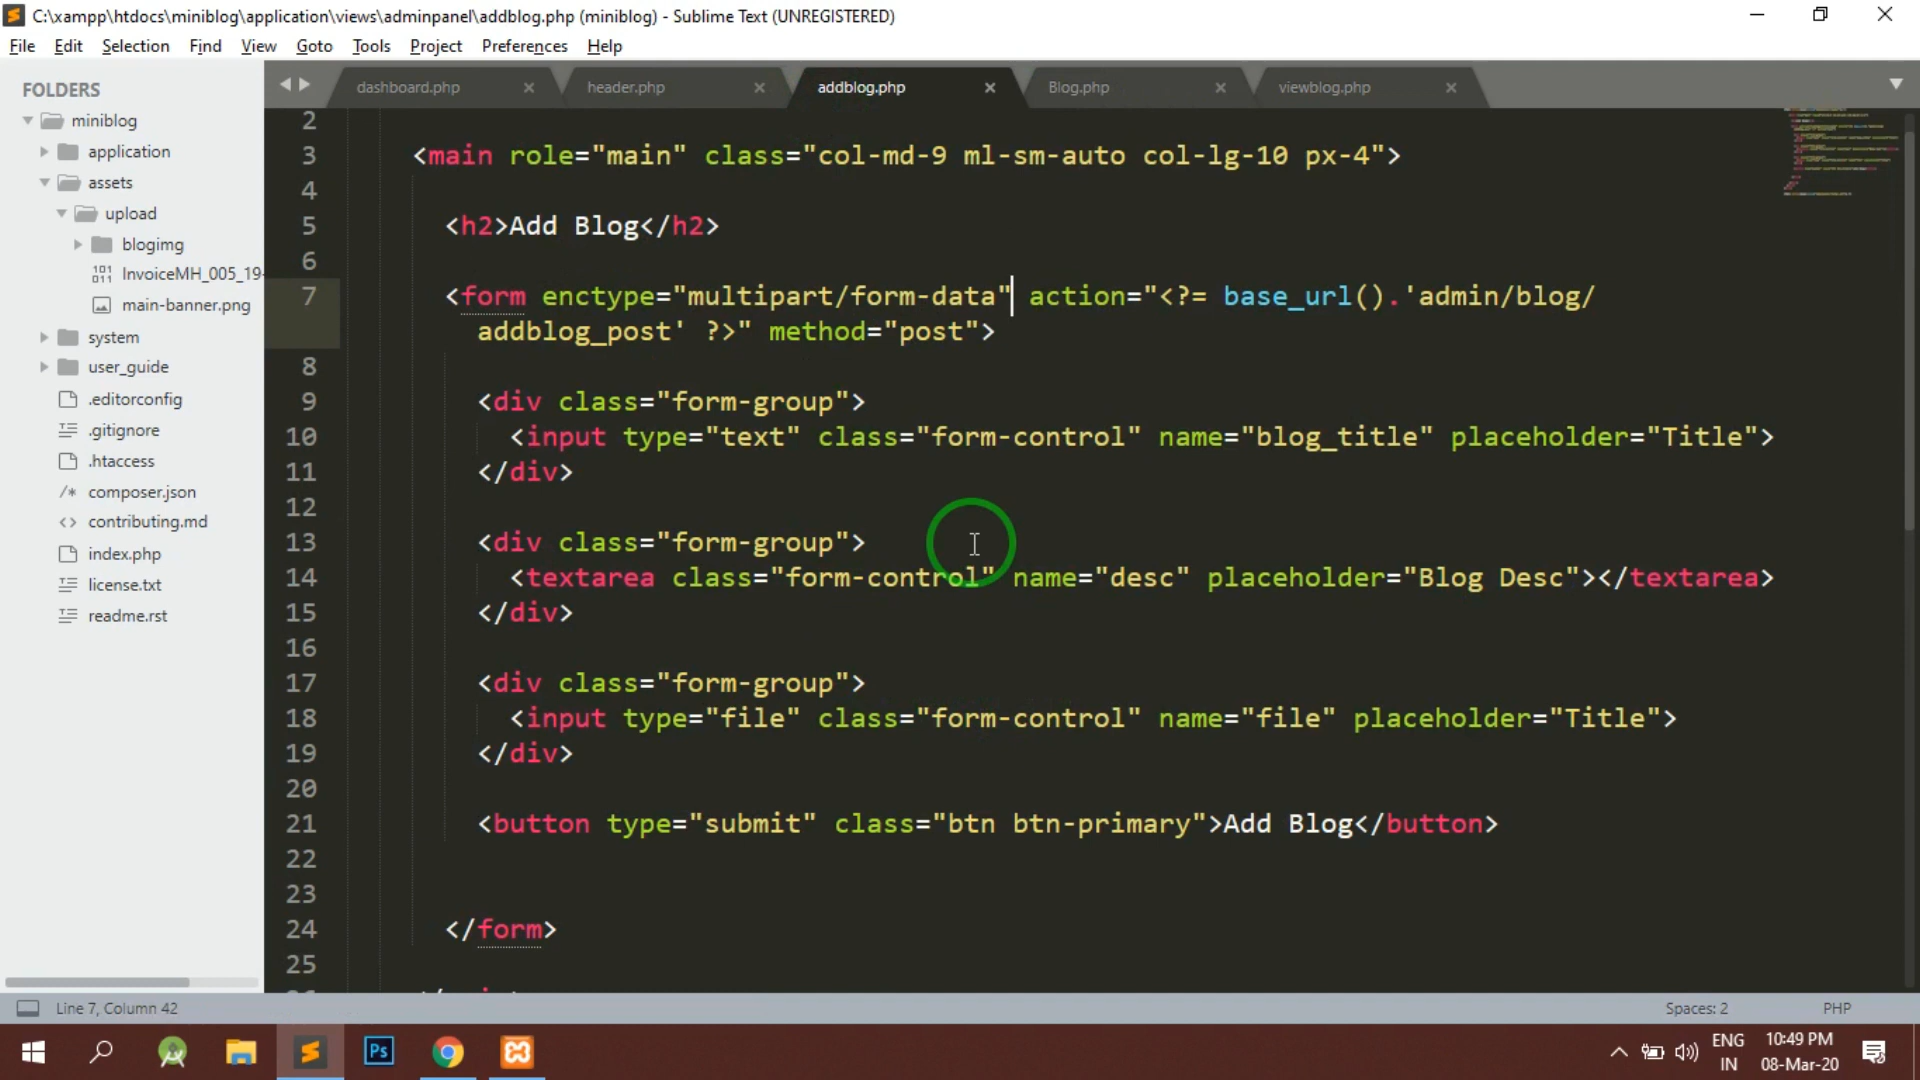 C:\xampp\htdocs\miniblog\application\views\adminpanel\addblog.php (miniblog) - Sublime Text (UNREGISTERED)
File Edit Selection Find View Goto Tools Project Preferences Help
FOLDERS
miniblog
application
assets
upload
blogimg
InvoiceMH_005_19-
main-banner.png
system
user_guide
.editorconfig
.gitignore
.htaccess
composer.json
contributing.md
index.php
license.txt
readme.rst
dashboard.php header.php addblog.php Blog.php viewblog.php
2
3 <main role="main" class="col-md-9 ml-sm-auto col-lg-10 px-4">
4
5 <h2>Add Blog</h2>
6
7 <form enctype="multipart/form-data" action="<?= base_url().'admin/blog/
addblog_post' ?>" method="post">
8
9 <div class="form-group">
10 <input type="text" class="form-control" name="blog_title" placeholder="Title">
11 </div>
12
13 <div class="form-group">
14 <textarea class="form-control" name="desc" placeholder="Blog Desc"></textarea>
15 </div>
16
17 <div class="form-group">
18 <input type="file" class="form-control" name="file" placeholder="Title">
19 </div>
20
21 <button type="submit" class="btn btn-primary">Add Blog</button>
22
23
24 </form>
25
Line 7, Column 42
Spaces: 2 PHP
Ps
ENG
IN
10:49 PM
08-Mar-20